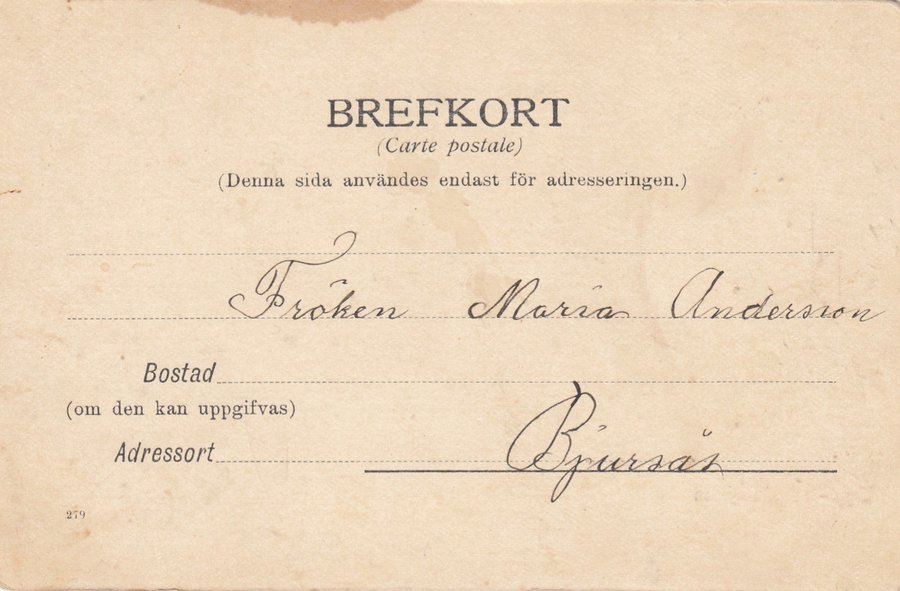 BREFKORT
(Carte postale)
(Denna sida användes endast för adresseringen.)
Fröken Maria Andersson
Bostad
(om den kan uppgifvas)
Adressort Bjursås
279